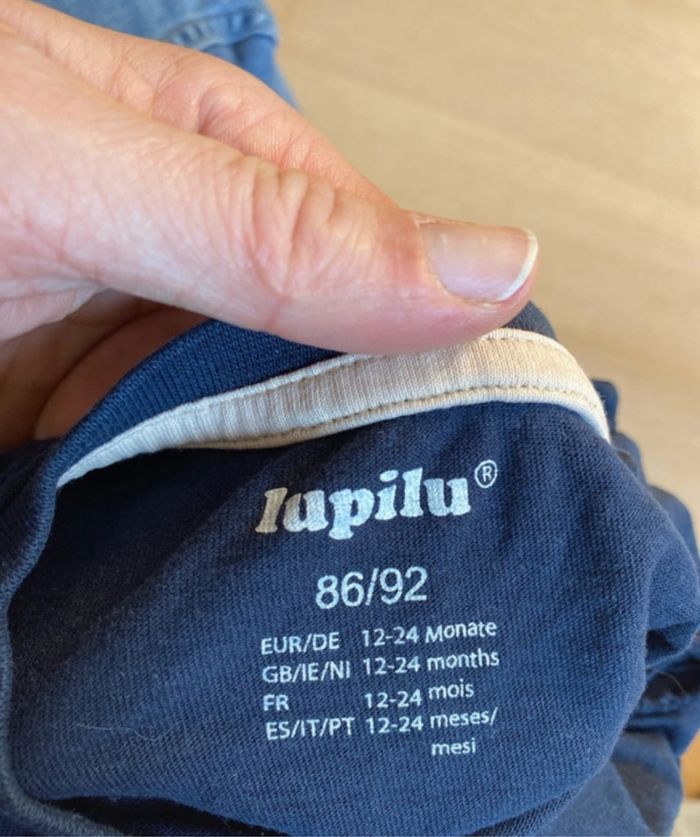 lupilu®
86/92
EUR/DE 12-24 Monate
GB/IE/NI 12-24 months
FR 12-24 mois
ES/IT/PT 12-24 meses/
mesi